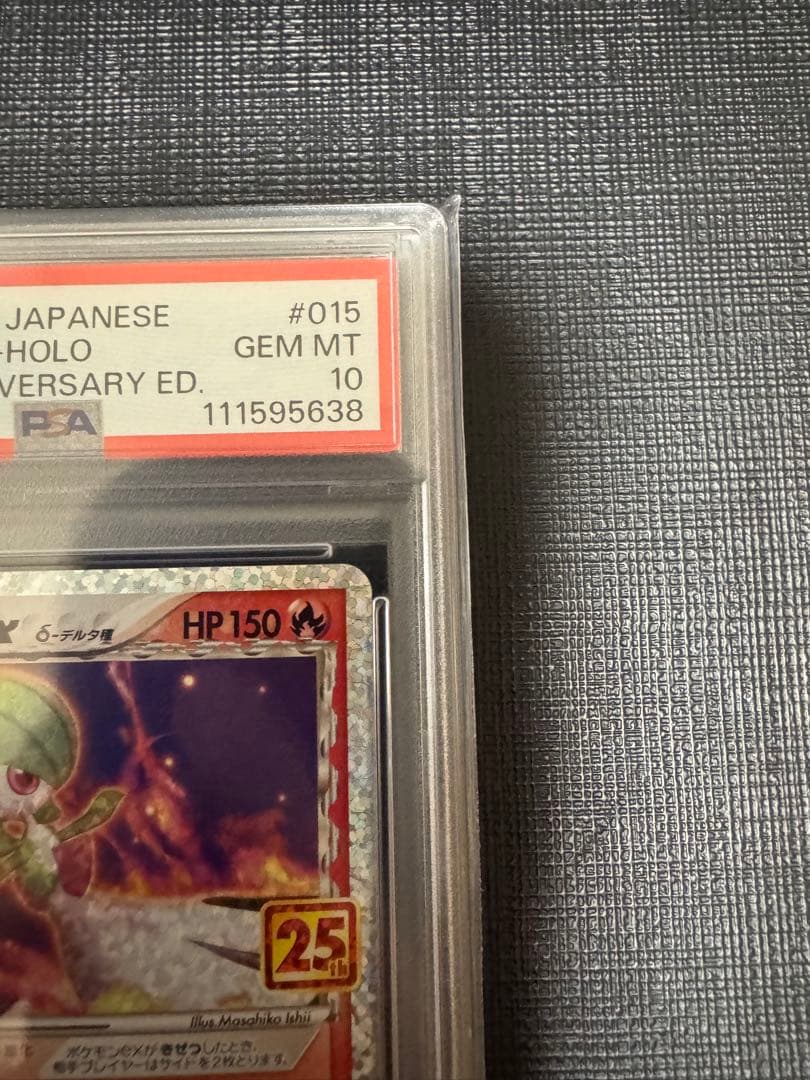 JAPANESE #015
-HOLO GEM MT
VERSARY ED. 10
PSA 111595638
x δ-デルタ種 HP150
25th
Illus. Masahiko Ishii
ポケモンexがきぜつしたとき、
相手プレイヤーはサイドを2枚とります。